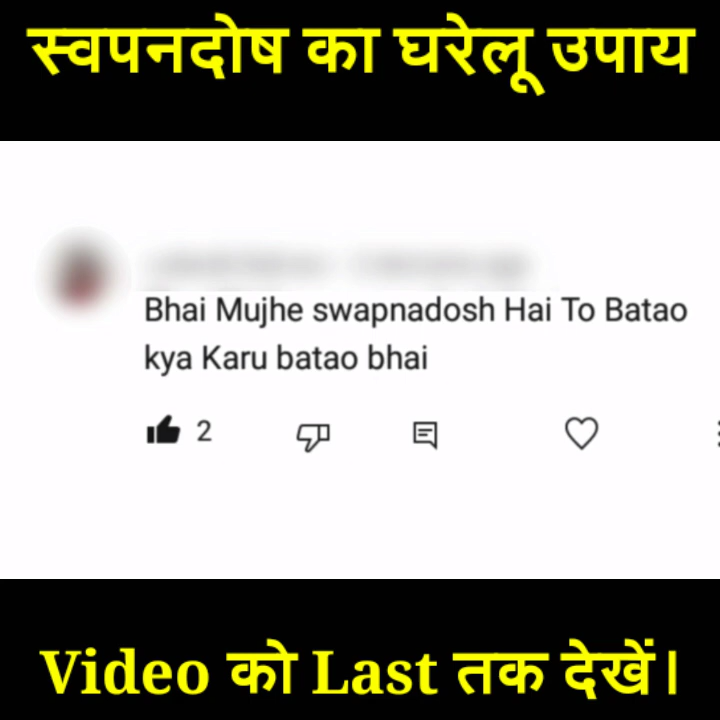 स्वपनदोष का घरेलू उपाय
Bhai Mujhe swapnadosh Hai To Batao
kya Karu batao bhai
2
Video को Last तक देखें।